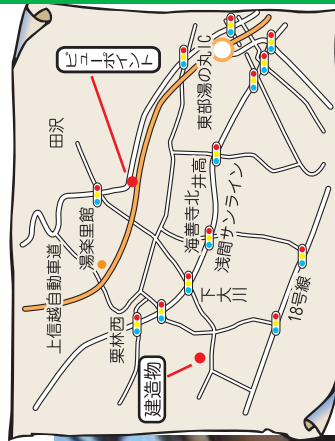 ビューポイント
田沢
東部湯の丸IC
湯楽里館
上信越自動車道
井高
海善寺北
浅間サンライン
下大川
栗林西
18号線
建造物